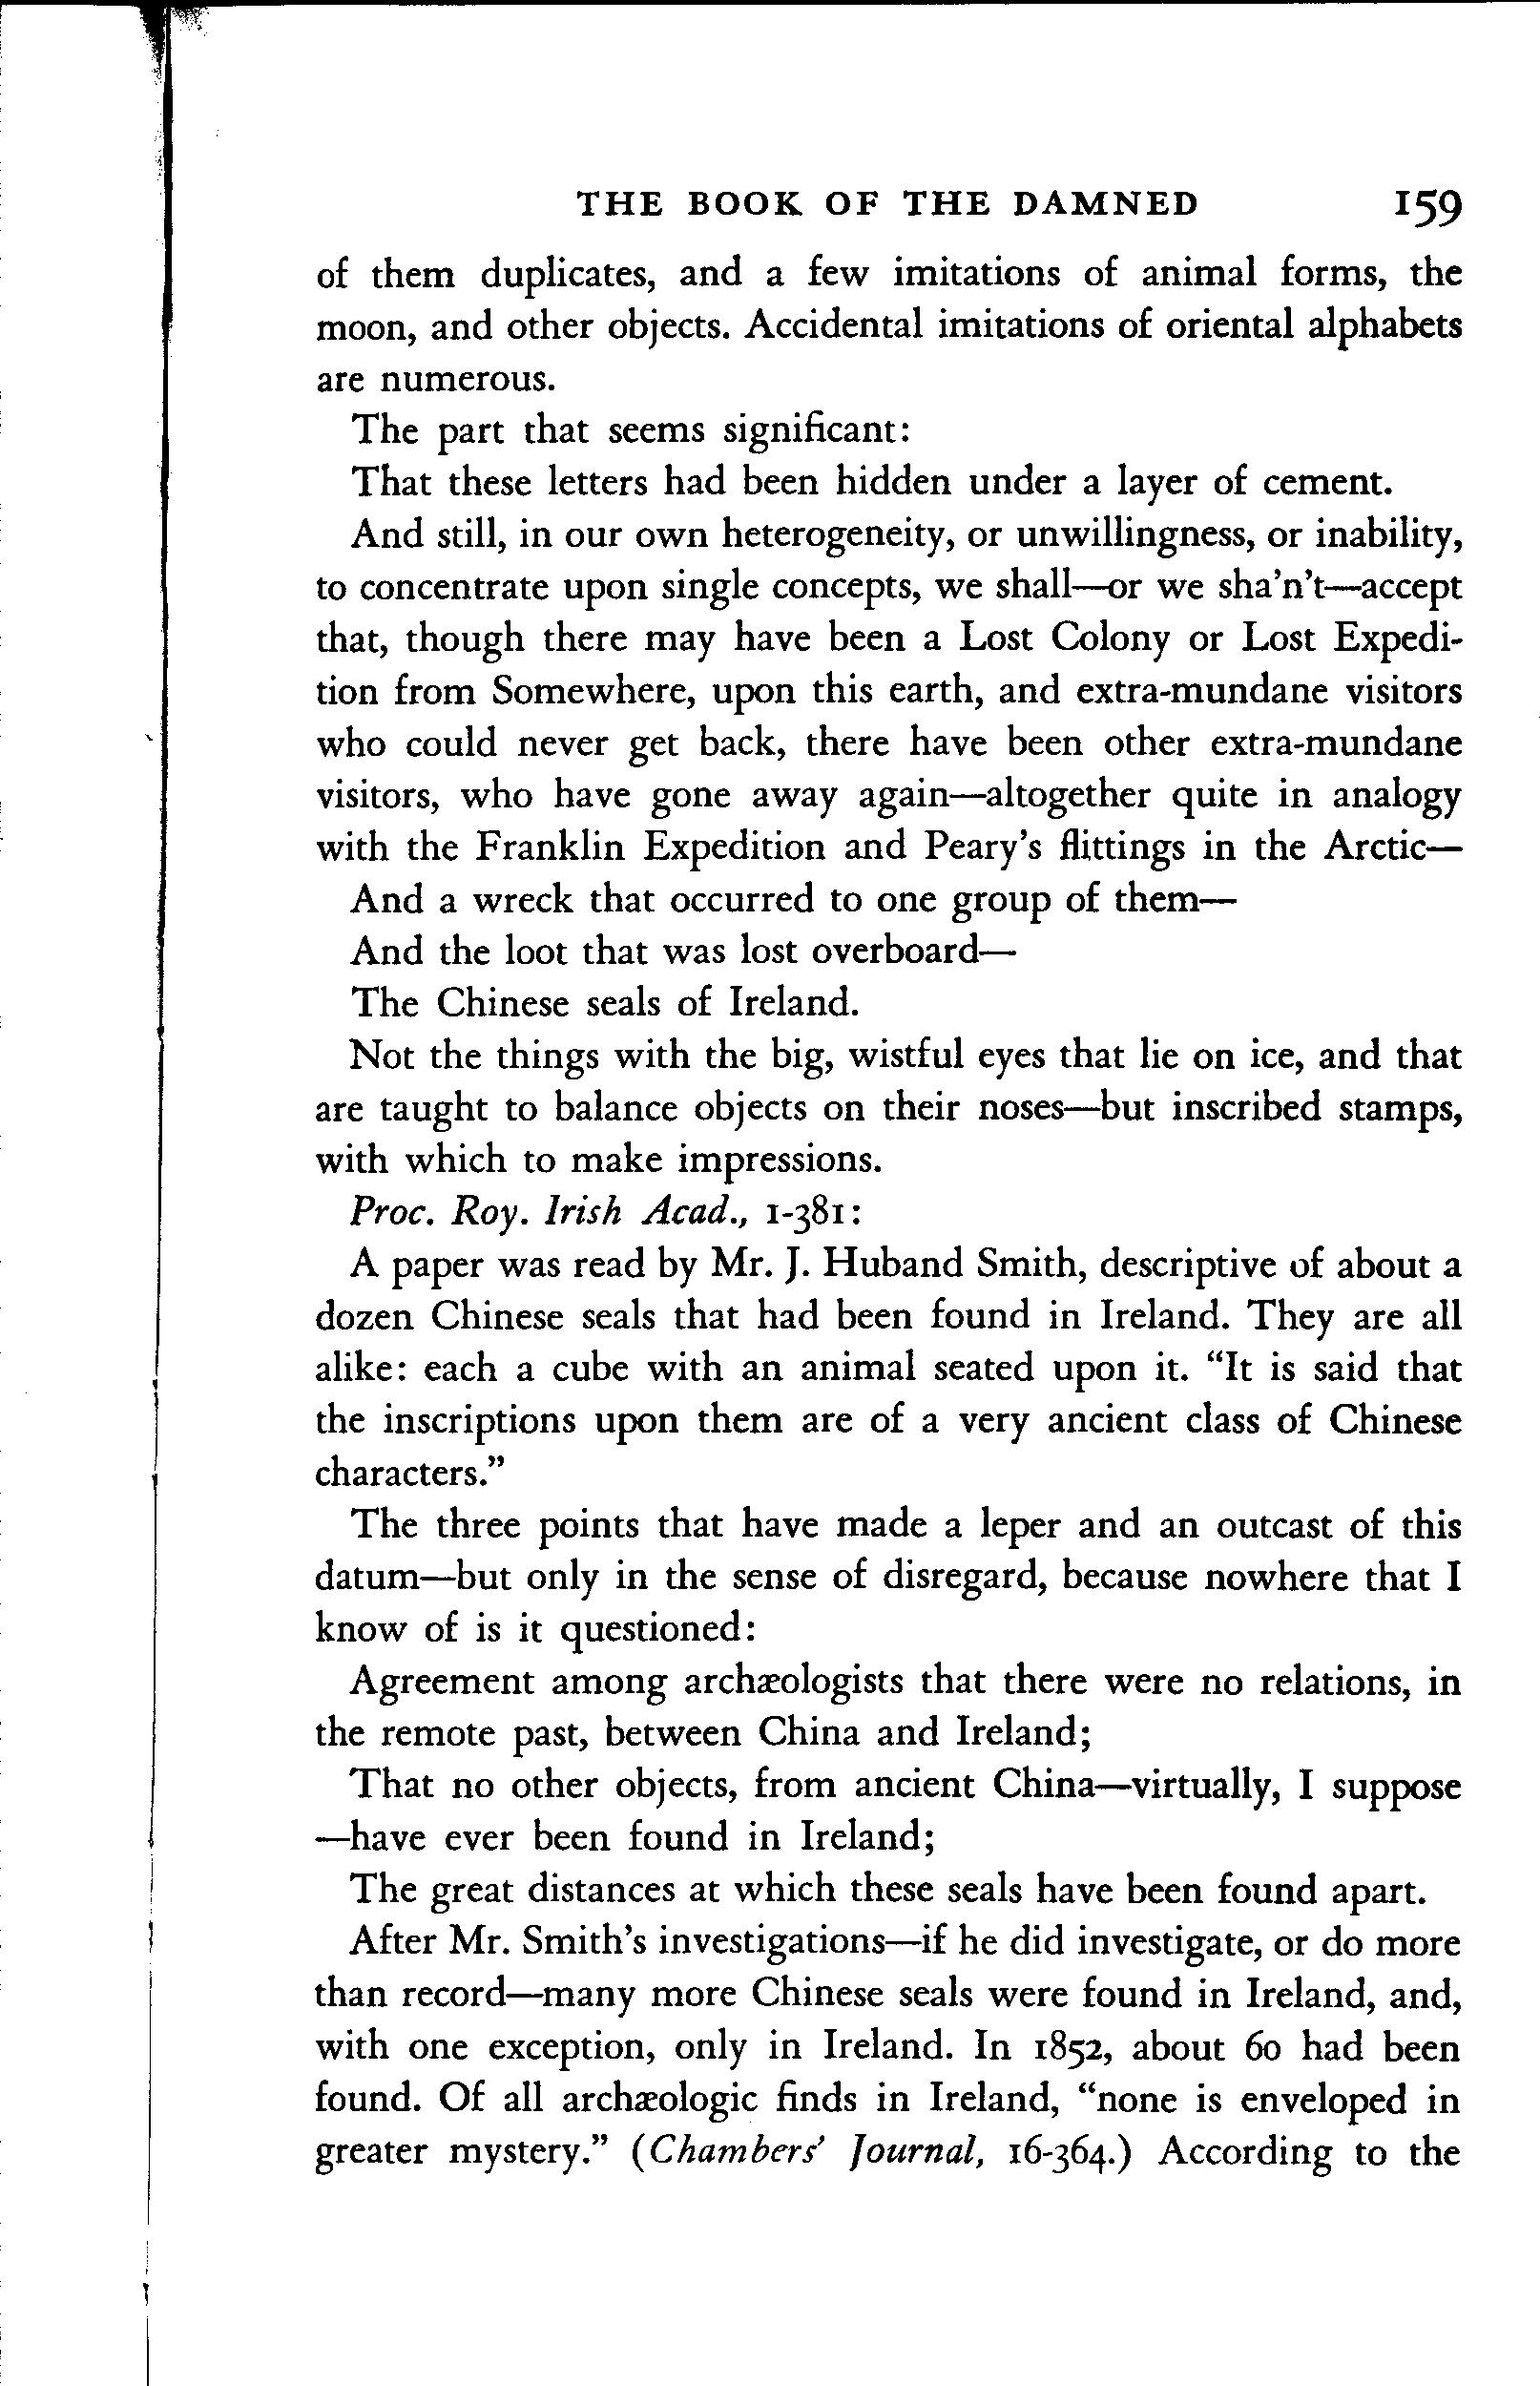 THE BOOK OF THE DAMNED 159
of them duplicates, and a few imitations of animal forms, the
moon, and other objects. Accidental imitations of oriental alphabets
are numerous.
The part that seems significant:
That these letters had been hidden under a layer of cement.
And still, in our own heterogeneity, or unwillingness, or inability,
to concentrate upon single concepts, we shall—or we sha'n't—accept
that, though there may have been a Lost Colony or Lost Expedi-
tion from Somewhere, upon this earth, and extra-mundane visitors
who could never get back, there have been other extra-mundane
visitors, who have gone away again—altogether quite in analogy
with the Franklin Expedition and Peary's flittings in the Arctic—
And a wreck that occurred to one group of them—
And the loot that was lost overboard—
The Chinese seals of Ireland.
Not the things with the big, wistful eyes that lie on ice, and that
are taught to balance objects on their noses—but inscribed stamps,
with which to make impressions.
Proc. Roy. Irish Acad., 1-381:
A paper was read by Mr. J. Huband Smith, descriptive of about a
dozen Chinese seals that had been found in Ireland. They are all
alike: each a cube with an animal seated upon it. "It is said that
the inscriptions upon them are of a very ancient class of Chinese
characters."
The three points that have made a leper and an outcast of this
datum—but only in the sense of disregard, because nowhere that I
know of is it questioned:
Agreement among archæologists that there were no relations, in
the remote past, between China and Ireland;
That no other objects, from ancient China—virtually, I suppose
—have ever been found in Ireland;
The great distances at which these seals have been found apart.
After Mr. Smith's investigations—if he did investigate, or do more
than record—many more Chinese seals were found in Ireland, and,
with one exception, only in Ireland. In 1852, about 60 had been
found. Of all archæologic finds in Ireland, "none is enveloped in
greater mystery." (Chambers' Journal, 16-364.) According to the